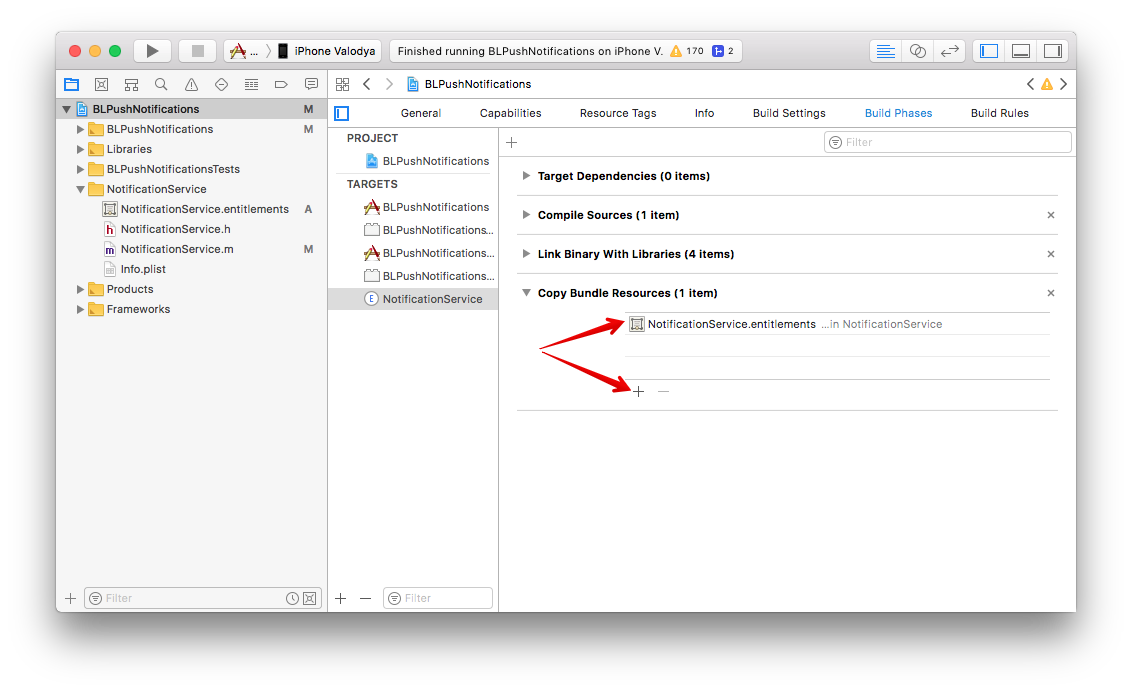 ... iPhone Valodya
Finished running BLPushNotifications on iPhone V. 170 2
BLPushNotifications
BLPushNotifications M
BLPushNotifications M
Libraries
BLPushNotificationsTests
NotificationService
NotificationService.entitlements A
h NotificationService.h
m NotificationService.m M
Info.plist
Products
Frameworks
Filter
General Capabilities Resource Tags Info Build Settings Build Phases Build Rules
PROJECT
BLPushNotifications
TARGETS
BLPushNotifications
BLPushNotifications...
BLPushNotifications...
BLPushNotifications...
E NotificationService
Filter
Filter
Target Dependencies (0 items)
Compile Sources (1 item)
Link Binary With Libraries (4 items)
Copy Bundle Resources (1 item)
NotificationService.entitlements ...in NotificationService